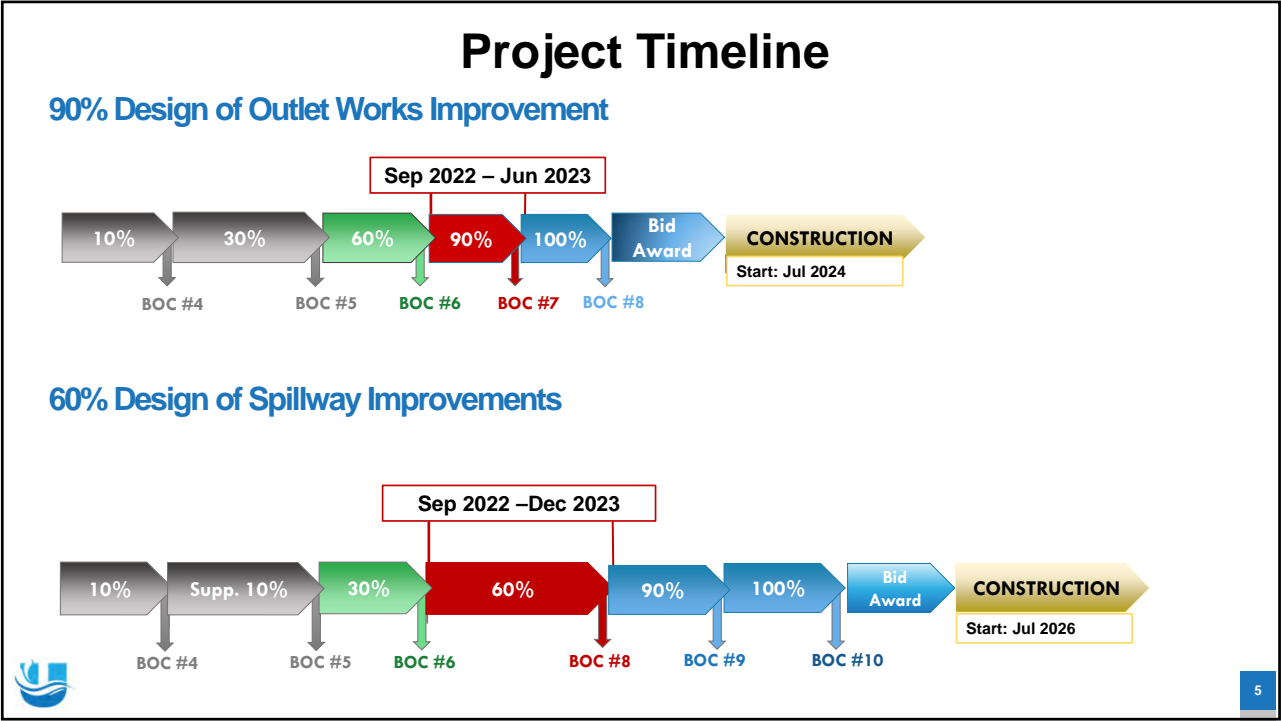 Project Timeline
90% Design of Outlet Works Improvement
Sep 2022 – Jun 2023
10%
30%
60%
90%
100%
Bid
Award
CONSTRUCTION
Start: Jul 2024
BOC #4
BOC #5
BOC #6
BOC #7
BOC #8
60% Design of Spillway Improvements
Sep 2022 –Dec 2023
10%
Supp. 10%
30%
60%
90%
100%
Bid
Award
CONSTRUCTION
Start: Jul 2026
BOC #4
BOC #5
BOC #6
BOC #8
BOC #9
BOC #10
5